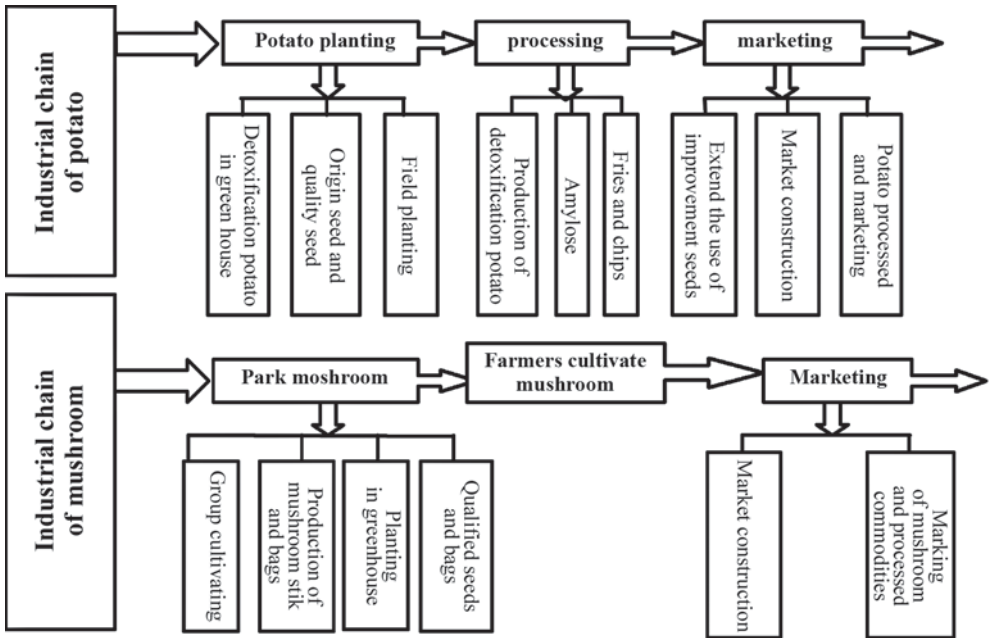 Industrial chain
of potato
Potato planting
processing
marketing
Detoxification potato
in green house
Origin seed and
quality seed
Field planting
Production of
detoxification potato
Amylose
Fries and chips
Extend the use of
improvement seeds
Market construction
Potato processed
and marketing
Industrial chain
of mushroom
Park moshroom
Farmers cultivate
mushroom
Marketing
Group cultivating
Production of
mushroom stik
and bags
Planting
in greenhouse
Qualified seeds
and bags
Market construction
Marking
of mushroom
and processed
commodities